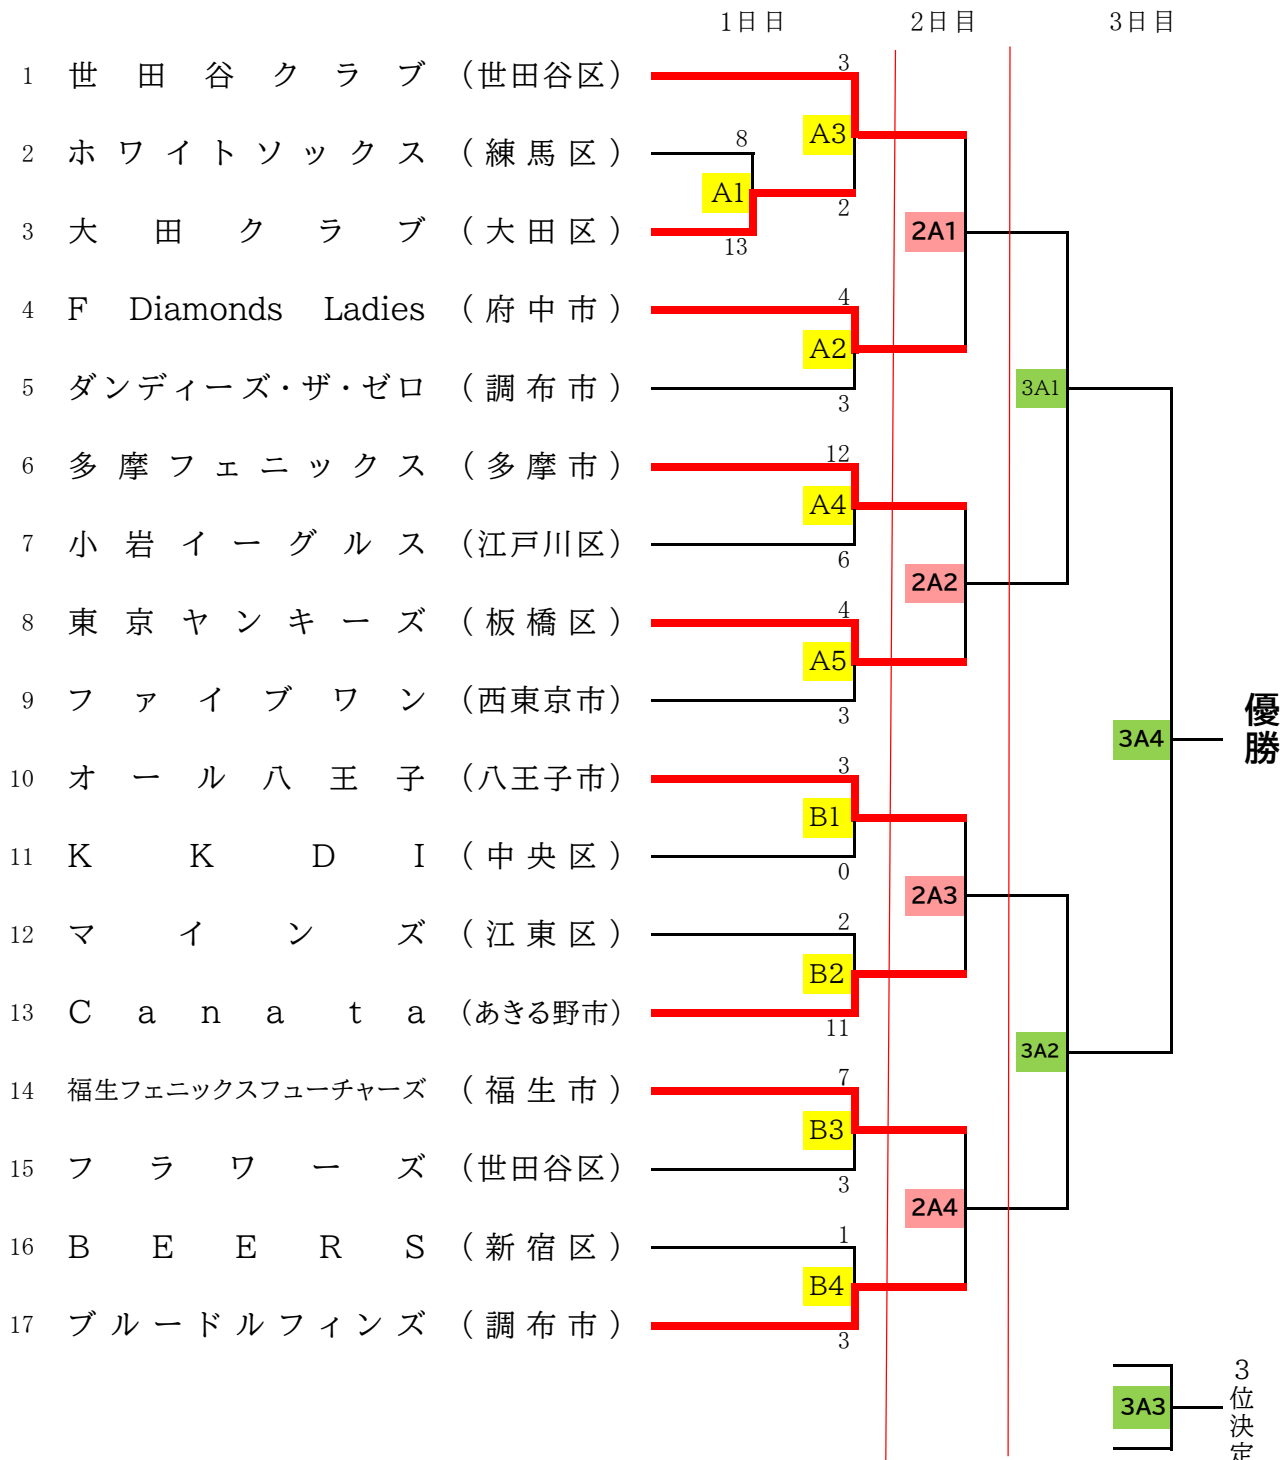 1日日 2日目 3日目
1 世田谷クラブ (世田谷区) 3
A3
2 ホワイトソックス (練馬区) 8
A1
2
3 大田クラブ (大田区) 13
2A1
4 F Diamonds Ladies (府中市) 4
A2
5 ダンディーズ・ザ・ゼロ (調布市) 3
3A1
6 多摩フェニックス (多摩市) 12
A4
7 小岩イーグルス (江戸川区) 6
2A2
8 東京ヤンキーズ (板橋区) 4
A5
9 ファイブワン (西東京市) 3
3A4
優勝
10 オール八王子 (八王子市) 3
B1
11 KKDI (中央区) 0
2A3
12 マインズ (江東区) 2
B2
13 Canata (あきる野市) 11
3A2
14 福生フェニックスフューチャーズ (福生市) 7
B3
15 フラワーズ (世田谷区) 3
2A4
16 BEERS (新宿区) 1
B4
17 ブルードルフィンズ (調布市) 3
3A3
3位決定